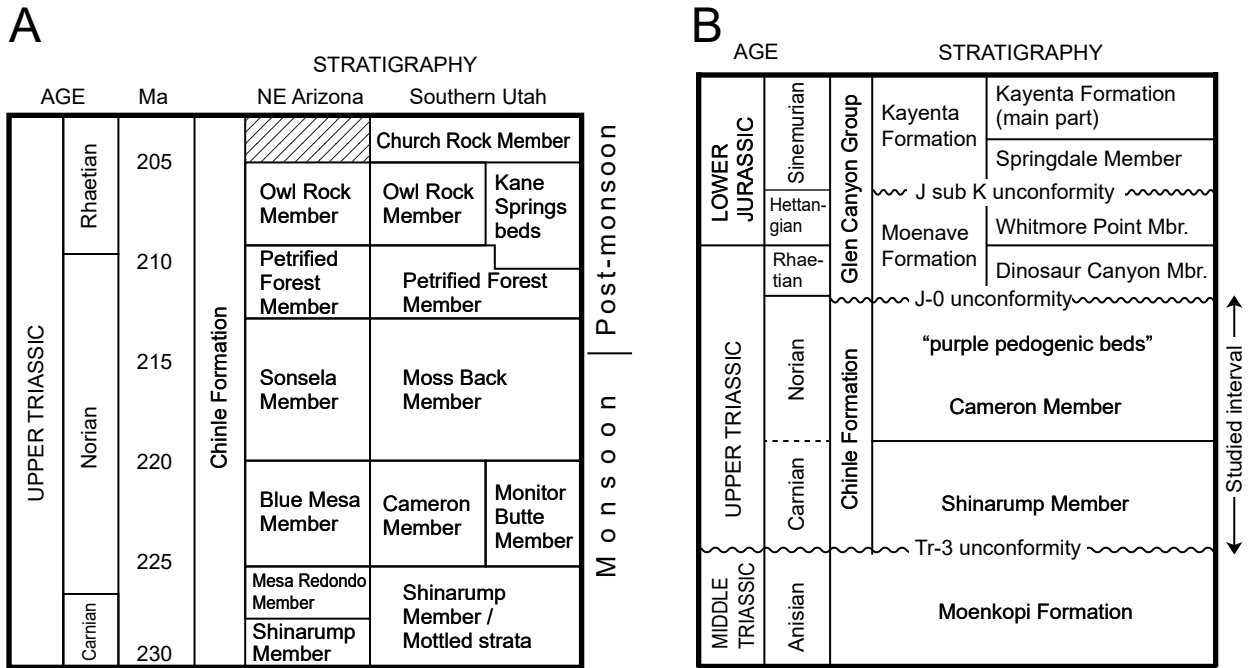 A
STRATIGRAPHY
AGE
Ma
NE Arizona
Southern Utah
UPPER TRIASSIC
Rhaetian
Norian
Carnian
205
210
215
220
225
230
Chinle Formation
Owl Rock
Member
Petrified
Forest
Member
Sonsela
Member
Blue Mesa
Member
Mesa Redondo
Member
Shinarump
Member
Church Rock Member
Owl Rock
Member
Kane
Springs
beds
Petrified Forest
Member
Moss Back
Member
Cameron
Member
Monitor
Butte
Member
Shinarump
Member /
Mottled strata
Post-monsoon
Monsoon
B
AGE
STRATIGRAPHY
LOWER
JURASSIC
UPPER TRIASSIC
MIDDLE
TRIASSIC
Sinemurian
Hettan-
gian
Rhae-
tian
Norian
Carnian
Anisian
Glen Canyon Group
Chinle Formation
Kayenta
Formation
Kayenta Formation
(main part)
Springdale Member
J sub K unconformity
Moenave
Formation
Whitmore Point Mbr.
Dinosaur Canyon Mbr.
J-0 unconformity
“purple pedogenic beds”
Cameron Member
Shinarump Member
Tr-3 unconformity
Moenkopi Formation
Studied interval